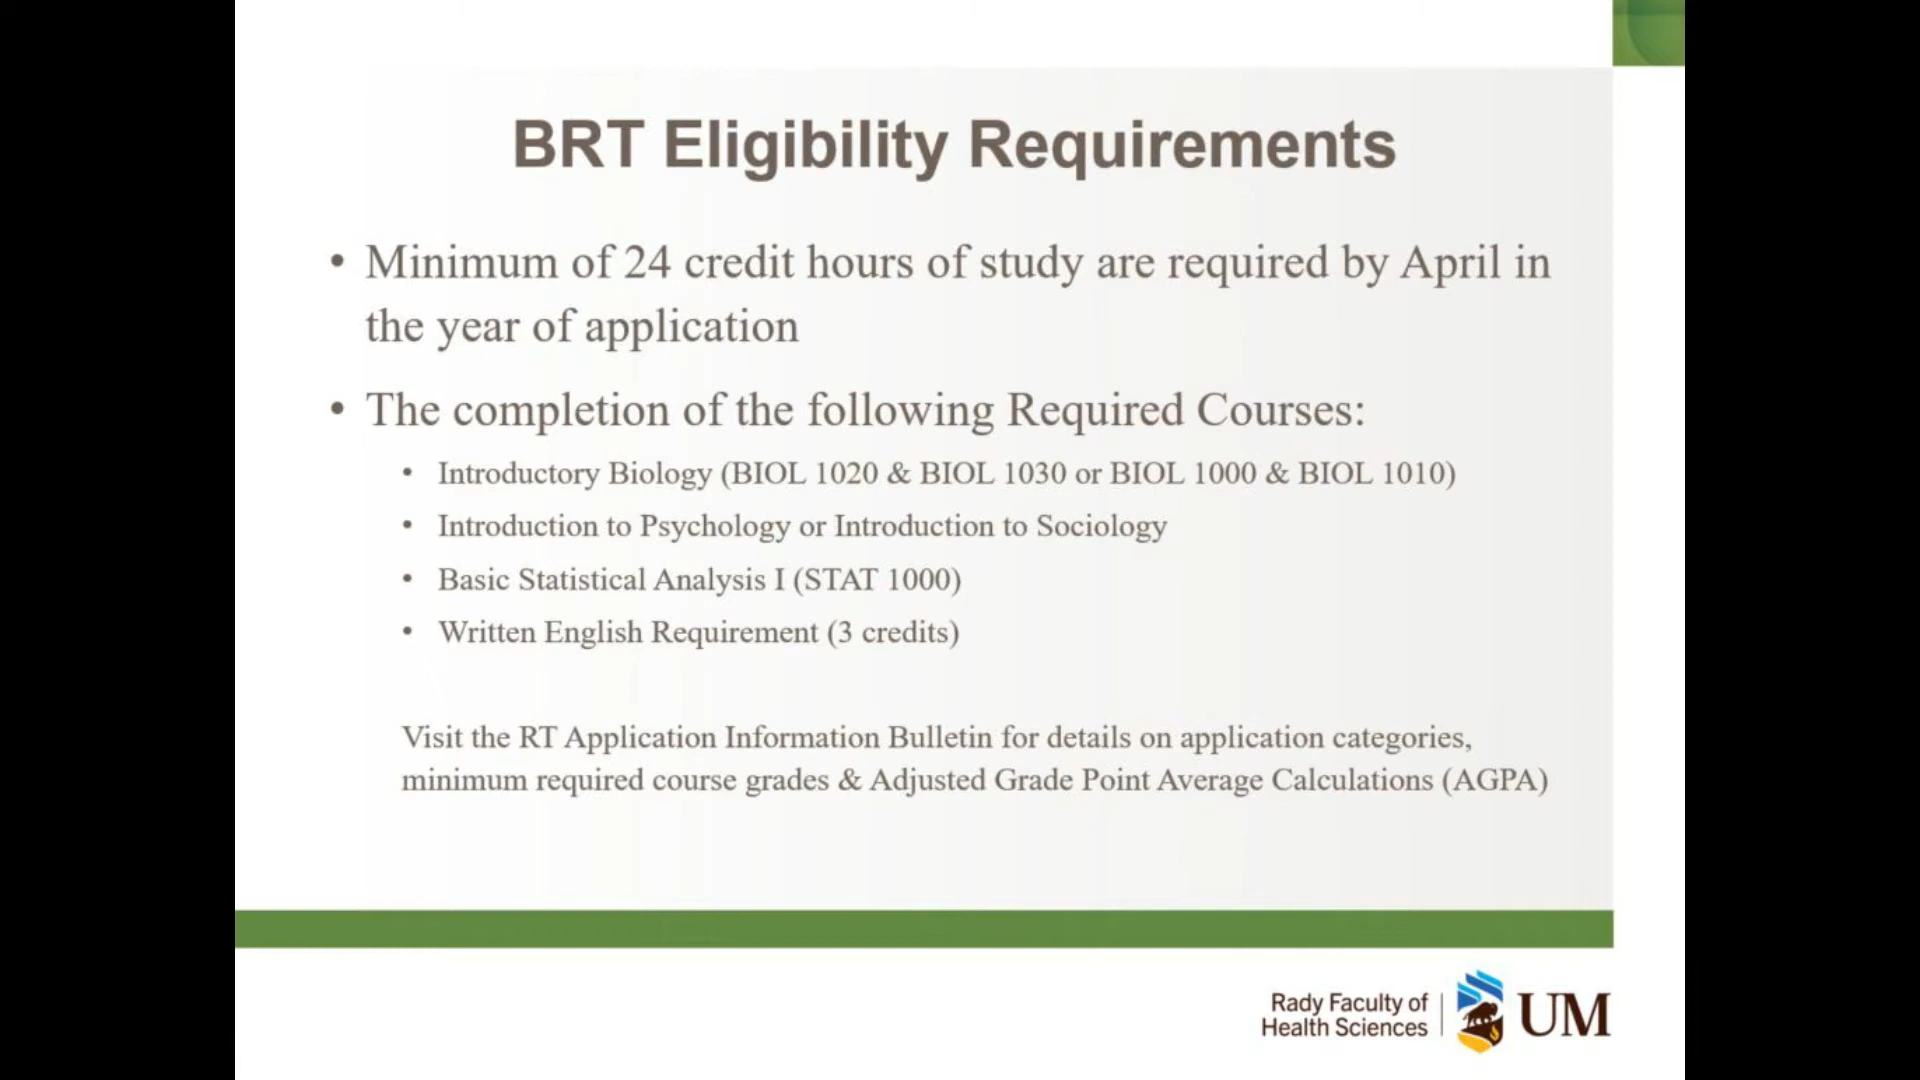 BRT Eligibility Requirements
• Minimum of 24 credit hours of study are required by April in
the year of application
• The completion of the following Required Courses:
• Introductory Biology (BIOL 1020 & BIOL 1030 or BIOL 1000 & BIOL 1010)
• Introduction to Psychology or Introduction to Sociology
• Basic Statistical Analysis I (STAT 1000)
• Written English Requirement (3 credits)
Visit the RT Application Information Bulletin for details on application categories,
minimum required course grades & Adjusted Grade Point Average Calculations (AGPA)
Rady Faculty of
Health Sciences
UM